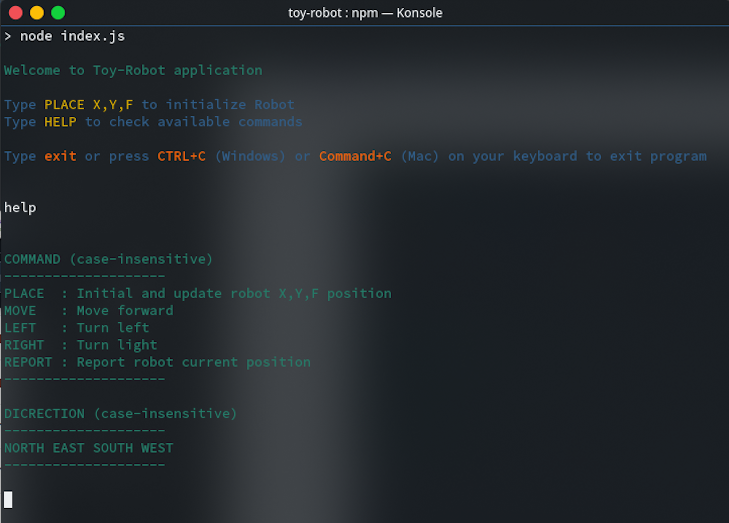 toy-robot : npm — Konsole
> node index.js
Welcome to Toy-Robot application
Type PLACE X,Y,F to initialize Robot
Type HELP to check available commands
Type exit or press CTRL+C (Windows) or Command+C (Mac) on your keyboard to exit program
help
COMMAND (case-insensitive)
--------------------
PLACE  : Initial and update robot X,Y,F position
MOVE   : Move forward
LEFT   : Turn left
RIGHT  : Turn light
REPORT : Report robot current position
--------------------
DICRECTION (case-insensitive)
--------------------
NORTH EAST SOUTH WEST
--------------------